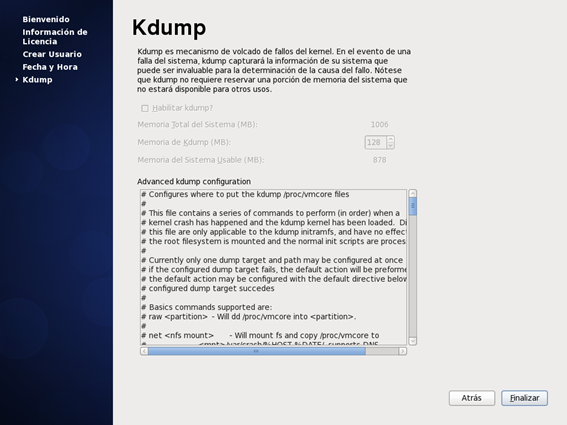 Bienvenido
Información de
Licencia
Crear Usuario
Fecha y Hora
Kdump
Kdump
Kdump es mecanismo de volcado de fallos del kernel. En el evento de una
falla del sistema, kdump capturará la información de su sistema que
puede ser invaluable para la determinación de la causa del fallo. Nótese
que kdump no requiere reservar una porción de memoria del sistema que
no estará disponible para otros usos.
Habilitar kdump?
Memoria Total del Sistema (MB): 1006
Memoria de Kdump (MB): 128
Memoria del Sistema Usable (MB): 878
Advanced kdump configuration
# Configures where to put the kdump /proc/vmcore files
#
# This file contains a series of commands to perform (in order) when a
# kernel crash has happened and the kdump kernel has been loaded. Di
# this file are only applicable to the kdump initramfs, and have no effec
# the root filesystem is mounted and the normal init scripts are proces
#
# Currently only one dump target and path may be configured at once
# if the configured dump target fails, the default action will be preforme
# the default action may be configured with the default directive below
# configured dump target succedes
#
# Basics commands supported are:
# raw <partition> - Will dd /proc/vmcore into <partition>.
#
# net <nfs mount> - Will mount fs and copy /proc/vmcore to
# <mnt>/var/crash/%HOST-%DATE/, supports DNS.
Atrás
Finalizar